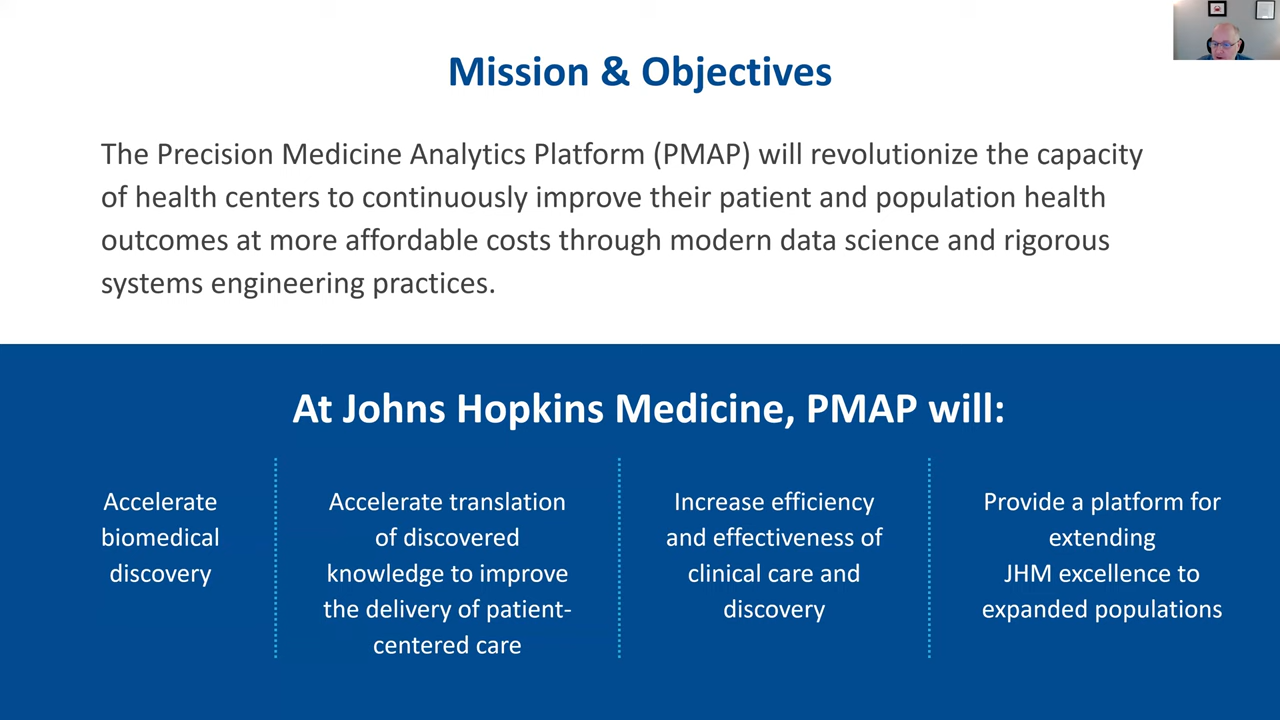 Mission & Objectives
The Precision Medicine Analytics Platform (PMAP) will revolutionize the capacity
of health centers to continuously improve their patient and population health
outcomes at more affordable costs through modern data science and rigorous
systems engineering practices.
At Johns Hopkins Medicine, PMAP will:
Accelerate
biomedical
discovery
Accelerate translation
of discovered
knowledge to improve
the delivery of patient-
centered care
Increase efficiency
and effectiveness of
clinical care and
discovery
Provide a platform for
extending
JHM excellence to
expanded populations